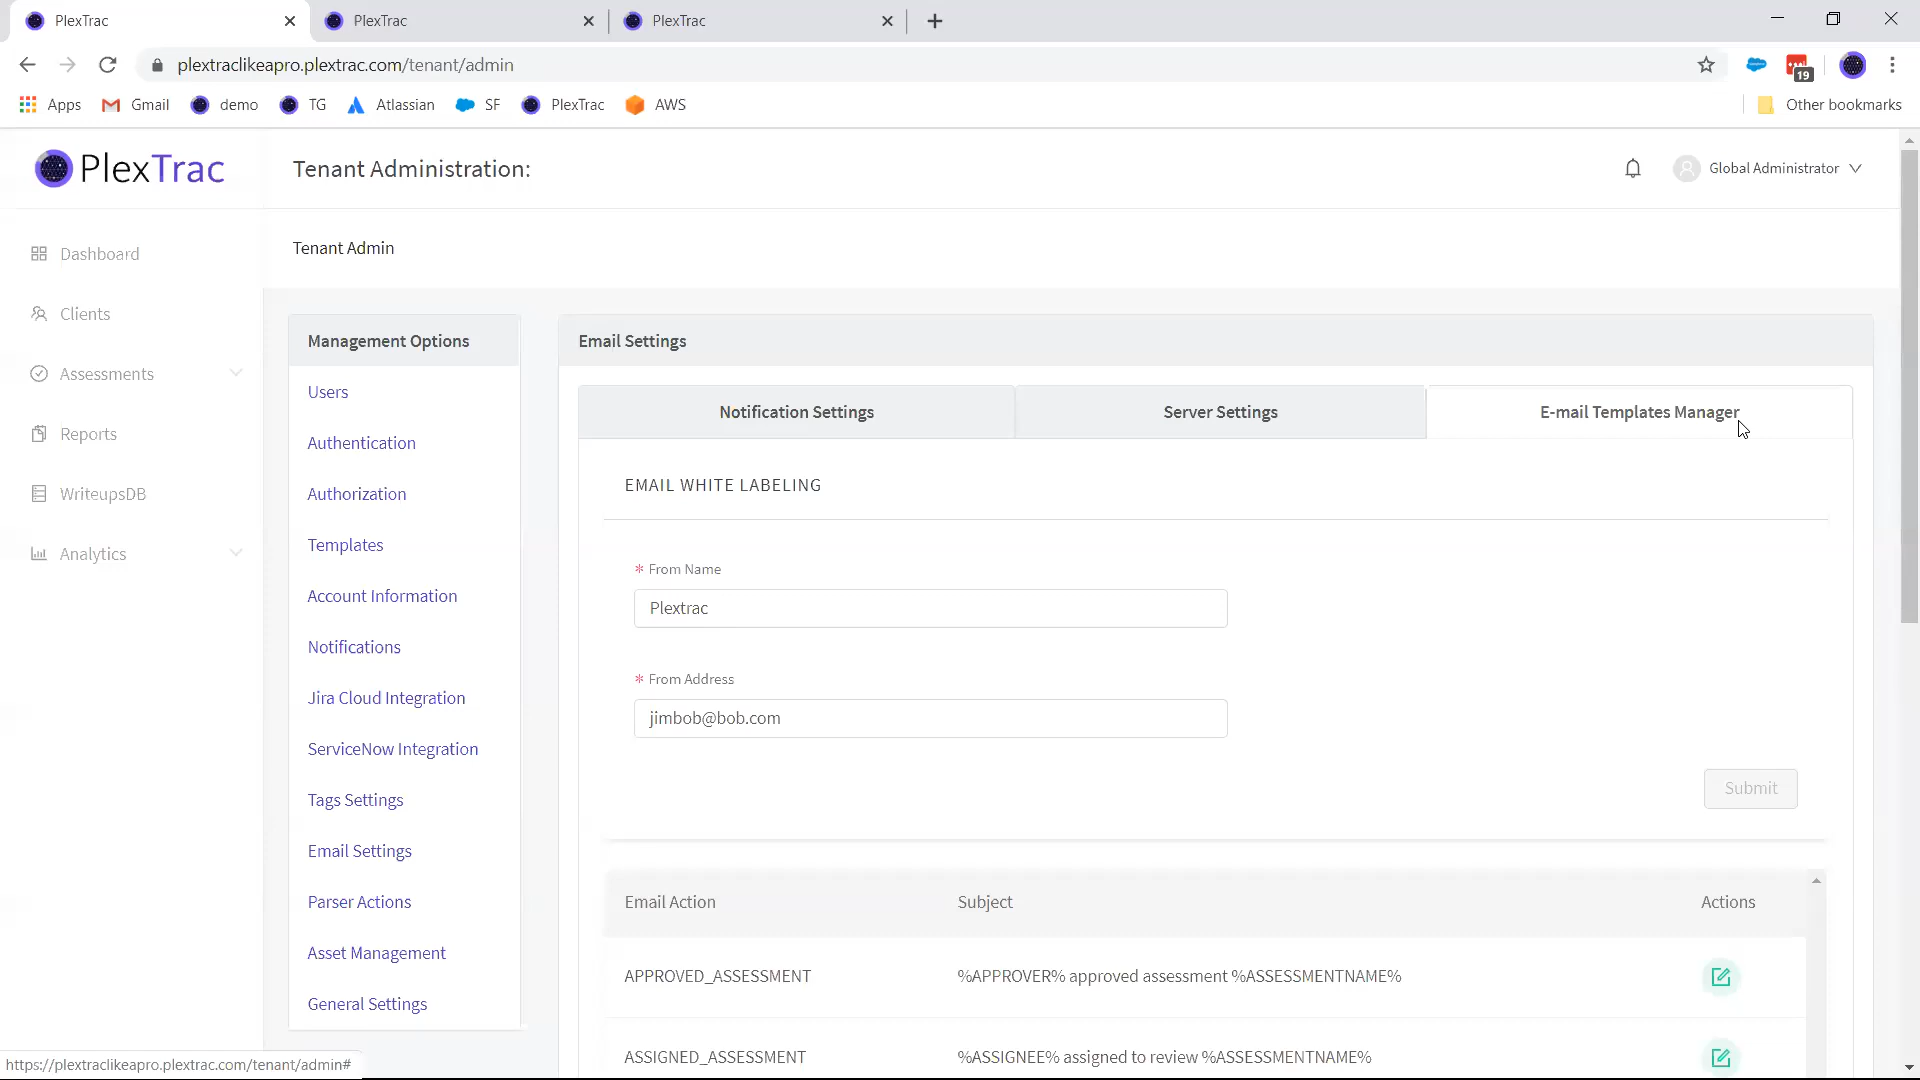 PlexTrac
PlexTrac
PlexTrac
plextraclikeapro.plextrac.com/tenant/admin
19
Apps
Gmail
demo
TG
Atlassian
SF
PlexTrac
AWS
Other bookmarks
PlexTrac
Tenant Administration:
Global Administrator
Tenant Admin
Dashboard
Clients
Assessments
Reports
WriteupsDB
Analytics
Management Options
Users
Authentication
Authorization
Templates
Account Information
Notifications
Jira Cloud Integration
ServiceNow Integration
Tags Settings
Email Settings
Parser Actions
Asset Management
General Settings
Email Settings
Notification Settings
Server Settings
E-mail Templates Manager
EMAIL WHITE LABELING
* From Name
Plextrac
* From Address
jimbob@bob.com
Submit
Email Action Subject Actions
APPROVED_ASSESSMENT %APPROVER% approved assessment %ASSESSMENTNAME%
ASSIGNED_ASSESSMENT %ASSIGNEE% assigned to review %ASSESSMENTNAME%
https://plextraclikeapro.plextrac.com/tenant/admin#